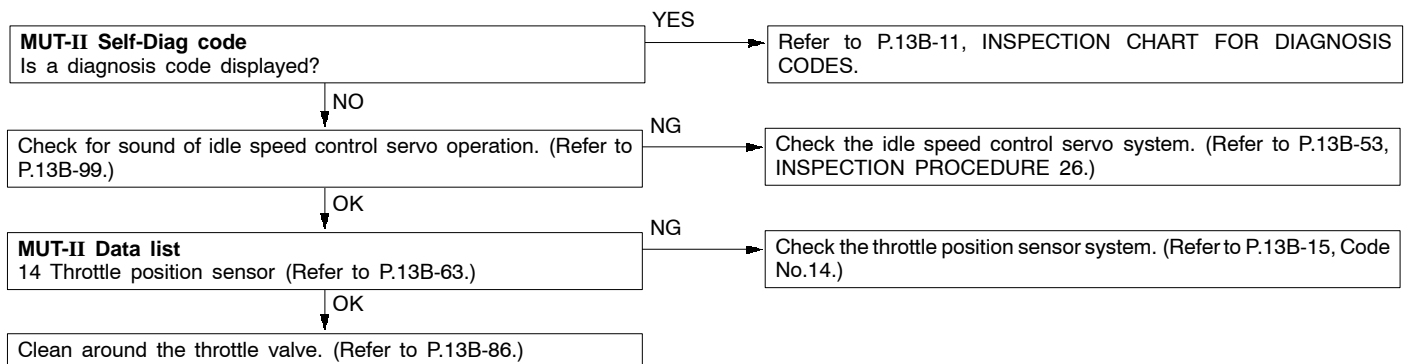 MUT-II Self-Diag code
Is a diagnosis code displayed?
YES
Refer to P.13B-11, INSPECTION CHART FOR DIAGNOSIS
CODES.
NO
Check for sound of idle speed control servo operation. (Refer to
P.13B-99.)
NG
Check the idle speed control servo system. (Refer to P.13B-53,
INSPECTION PROCEDURE 26.)
OK
MUT-II Data list
14 Throttle position sensor (Refer to P.13B-63.)
NG
Check the throttle position sensor system. (Refer to P.13B-15, Code
No.14.)
OK
Clean around the throttle valve. (Refer to P.13B-86.)